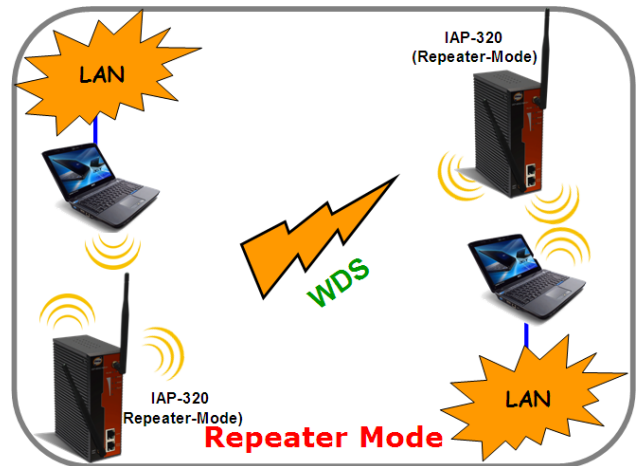 LAN
IAP-320
(Repeater-Mode)
WDS
IAP-320
Repeater-Mode)
LAN
Repeater Mode